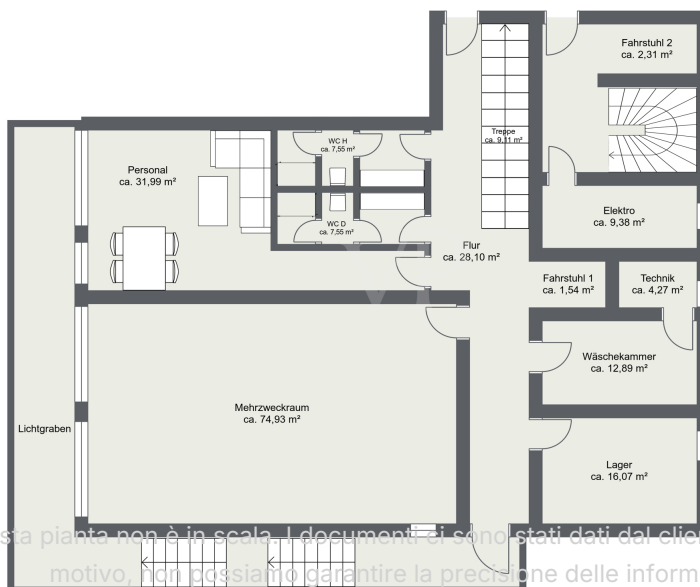 Fahrstuhl 2
ca. 2,31 m²
Treppe
ca. 9,11 m²
WC H
ca. 7,55 m²
Personal
ca. 31,99 m²
Elektro
ca. 9,38 m²
WC D
ca. 7,55 m²
Flur
ca. 28,10 m²
Fahrstuhl 1
ca. 1,54 m²
Technik
ca. 4,27 m²
Wäschekammer
ca. 12,89 m²
Mehrzweckraum
ca. 74,93 m²
Lichtgraben
Lager
ca. 16,07 m²
sta pianta non è in scala. I documenti ci sono stati dati dal clien
motivo, non possiamo garantire la precisione delle inform